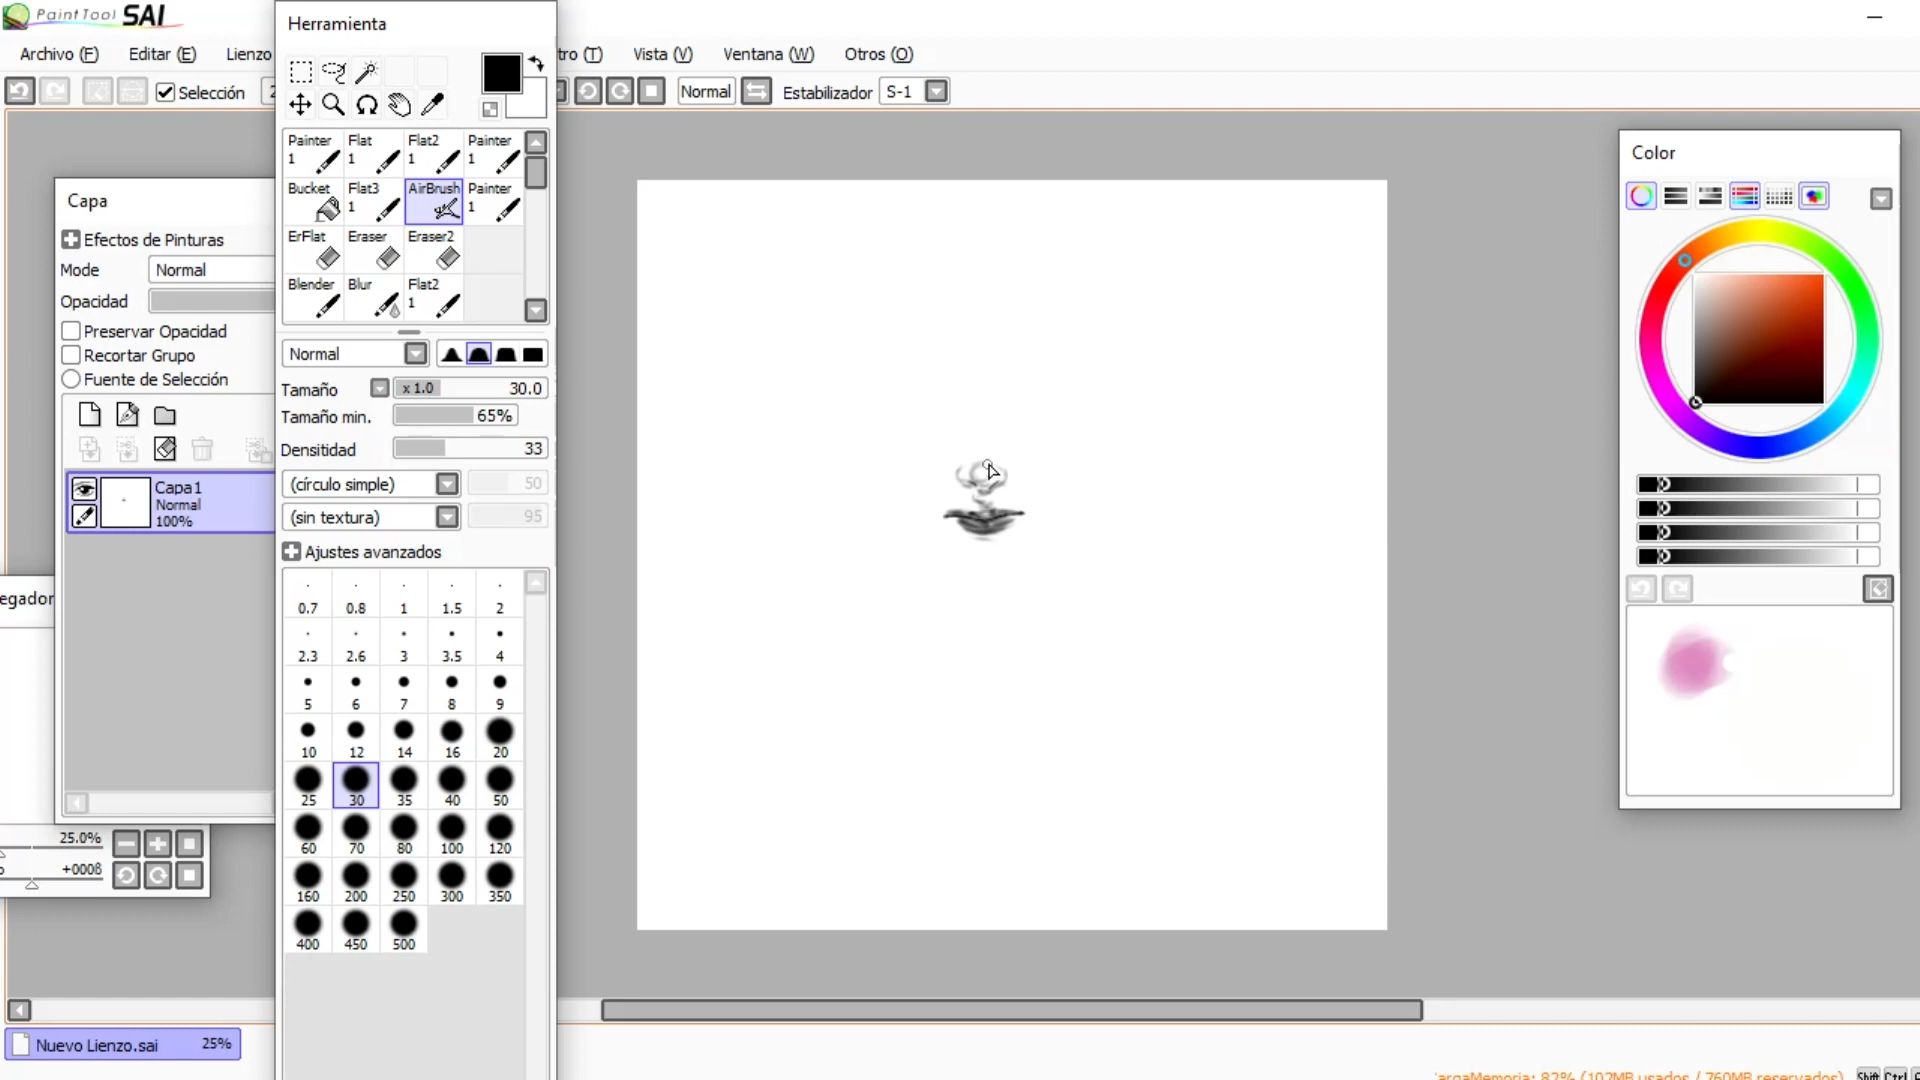 PaintTool SAI
Archivo (F) Editar (E) Lienzo tro (T) Vista (V) Ventana (W) Otros (O)
Selección 2 Normal Estabilizador S-1
Herramienta
Painter 1 Flat 1 Flat2 1 Painter 1
Bucket Flat3 1 AirBrush Painter 1
ErFlat Eraser Eraser2
Blender Blur Flat2 1
Normal
Tamaño x 1.0 30.0
Tamaño min. 65%
Densitidad 33
(círculo simple) 50
(sin textura) 95
Ajustes avanzados
0.7 0.8 1 1.5 2
2.3 2.6 3 3.5 4
5 6 7 8 9
10 12 14 16 20
25 30 35 40 50
60 70 80 100 120
160 200 250 300 350
400 450 500
Capa
Efectos de Pinturas
Mode Normal
Opacidad
Preservar Opacidad
Recortar Grupo
Fuente de Selección
Capa1
Normal
100%
egador
25.0%
+000ß
Color
Nuevo Lienzo.sai 25%
argaMemoria: 82% (102MB usados / 760MB reservados) Shift Ctrl